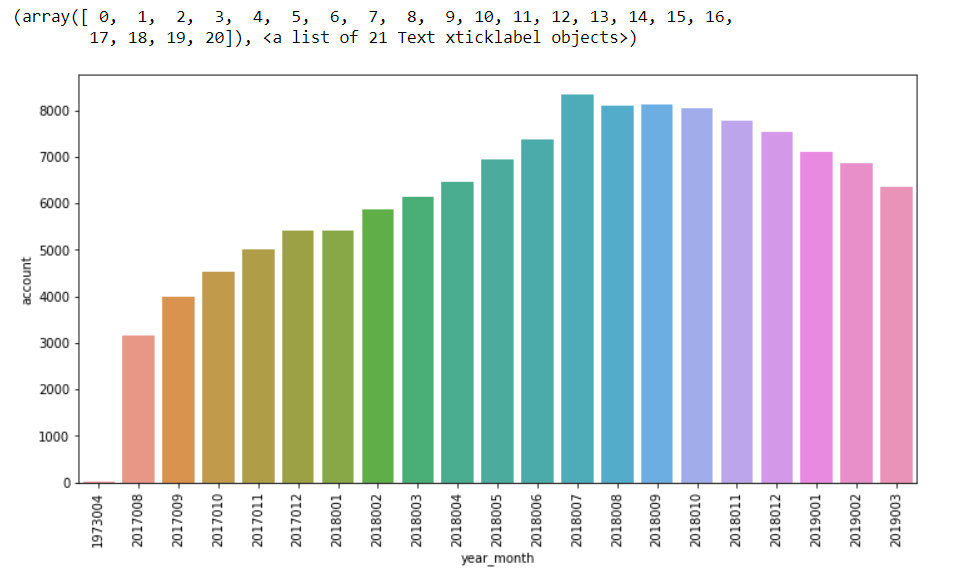 (array([ 0,  1,  2,  3,  4,  5,  6,  7,  8,  9, 10, 11, 12, 13, 14, 15, 16,
17, 18, 19, 20]), <a list of 21 Text xticklabel objects>)
8000
7000
6000
5000
4000
3000
2000
1000
0
account
1973004 2017008 2017009 2017010 2017011 2017012 2018001 2018002 2018003 2018004 2018005 2018006 2018007 2018008 2018009 2018010 2018011 2018012 2019001 2019002 2019003
year_month